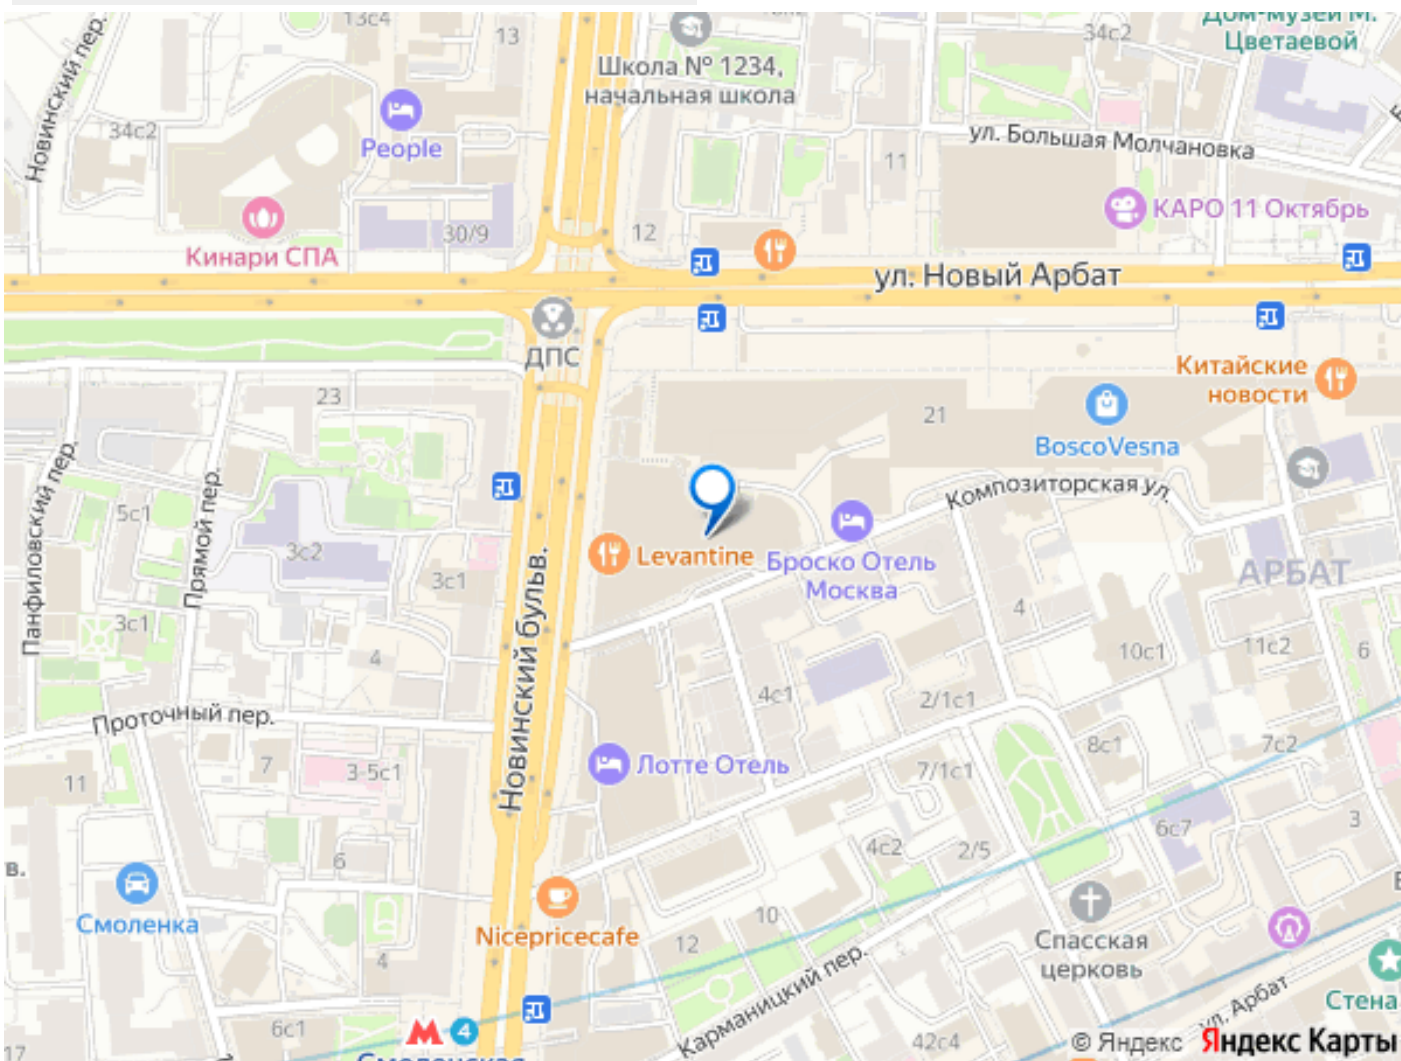 13с4
13
Новинский пер.
34с2
People
Кинари СПА
30/9
Школа № 1234,
начальная школа
34с2
Дом-музей М.
Цветаевой
ул. Большая Молчановка
11
12
КАРО 11 Октябрь
ул. Новый Арбат
ДПС
23
Китайские
новости
21
BoscoVesna
Панфиловский пер.
Прямой пер.
5с1
3с2
3с1
3с1
4
Новинский бульв.
Levantine
Композиторская ул.
Броско Отель
Москва
АРБАТ
4
10с1
11с2
6
4с1
2/1с1
Проточный пер.
8с1
7с2
Лотте Отель
7/1с1
11
7
3-5с1
6с7
3
4с2
2/5
6
в.
Смоленка
Nicepricecafe
10
12
4
Спасская
церковь
Карманицкий пер.
ул. Арбат
Стена
6с1
4
17
42с4
Смоленская
© Яндекс Яндекс Карты